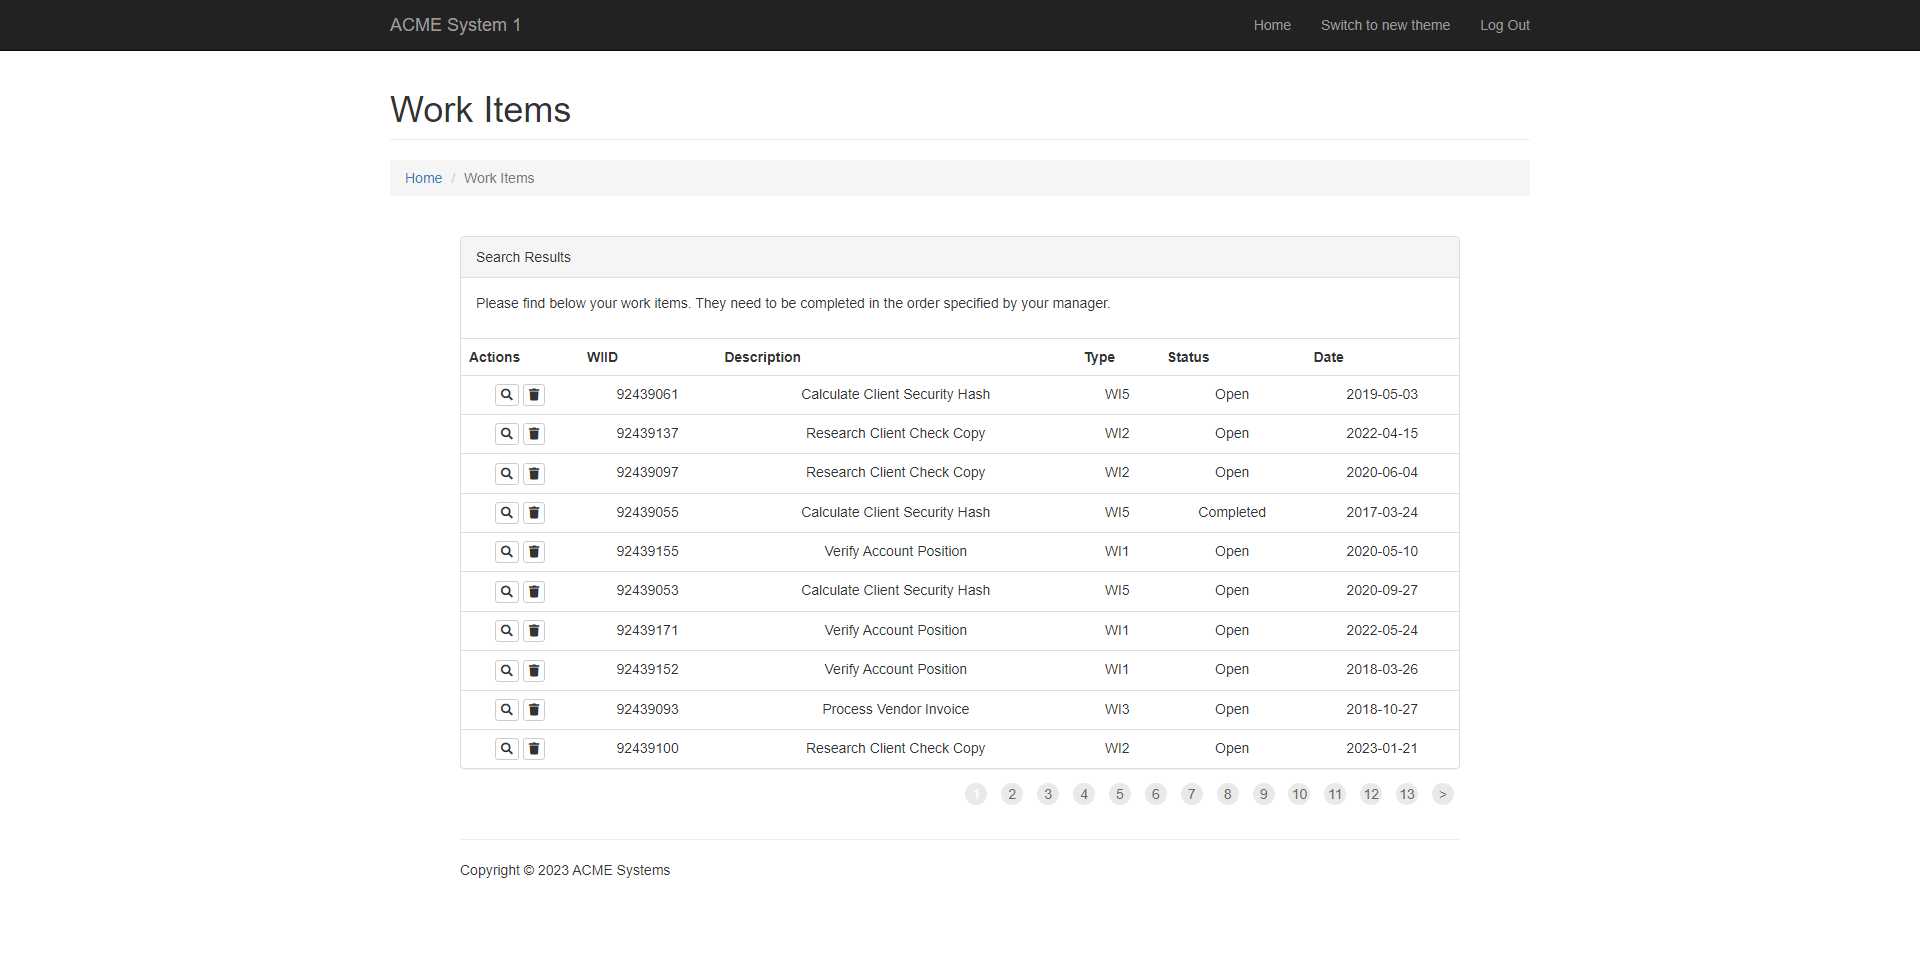 ACME System 1 Home Switch to new theme Log Out
Work Items
Home / Work Items
Search Results
Please find below your work items. They need to be completed in the order specified by your manager.
Actions WIID Description Type Status Date
92439061 Calculate Client Security Hash WI5 Open 2019-05-03
92439137 Research Client Check Copy WI2 Open 2022-04-15
92439097 Research Client Check Copy WI2 Open 2020-06-04
92439055 Calculate Client Security Hash WI5 Completed 2017-03-24
92439155 Verify Account Position WI1 Open 2020-05-10
92439053 Calculate Client Security Hash WI5 Open 2020-09-27
92439171 Verify Account Position WI1 Open 2022-05-24
92439152 Verify Account Position WI1 Open 2018-03-26
92439093 Process Vendor Invoice WI3 Open 2018-10-27
92439100 Research Client Check Copy WI2 Open 2023-01-21
1 2 3 4 5 6 7 8 9 10 11 12 13 >
Copyright © 2023 ACME Systems